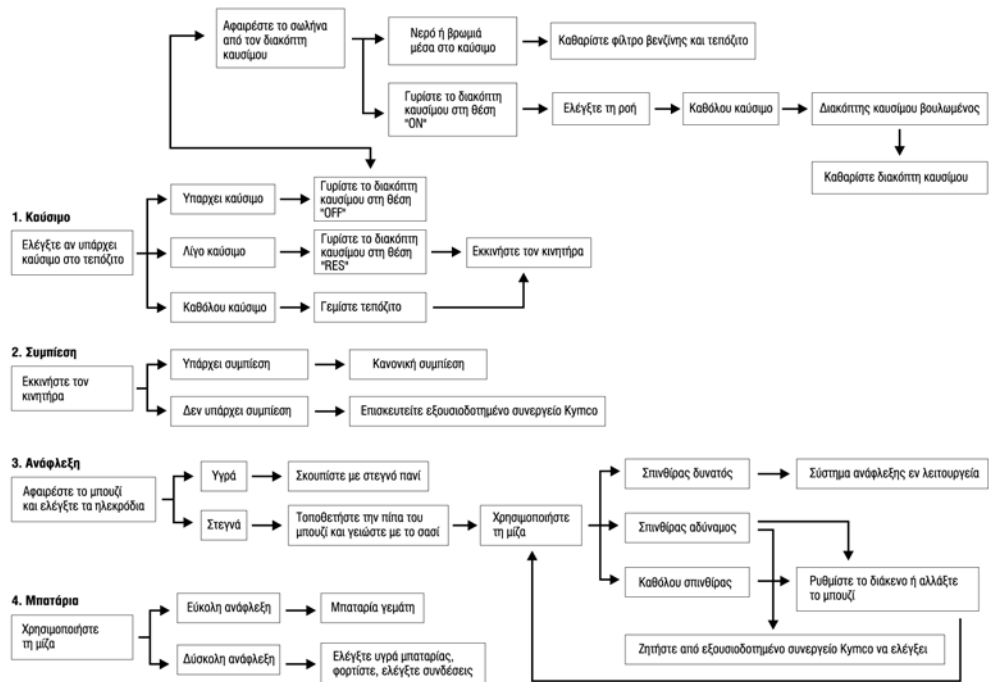 Αφαιρέστε το σωλήνα
από τον διακόπτη
καυσίμου
Νερό ή βρωμιά
μέσα στο καύσιμο
Καθαρίστε φίλτρο βενζίνης και τεπόζιτο
Γυρίστε το διακόπτη
καυσίμου στη θέση
"ON"
Ελέγξτε τη ροή
Καθόλου καύσιμο
Διακόπτης καυσίμου βουλωμένος
Καθαρίστε διακόπτη καυσίμου
1. Καύσιμο
Ελέγξτε αν υπάρχει
καύσιμο στο τεπόζιτο
Υπαρχει καύσιμο
Γυρίστε το διακόπτη
καυσίμου στη θέση
"OFF"
Λίγο καύσιμο
Γυρίστε το διακόπτη
καυσίμου στη θέση
"RES"
Εκκινήστε τον κινητήρα
Καθόλου καύσιμο
Γεμίστε τεπόζιτο
2. Συμπίεση
Εκκινήστε τον
κινητήρα
Υπάρχει συμπίεση
Κανονική συμπίεση
Δεν υπάρχει συμπίεση
Επισκευτείτε εξουσιοδοτημένο συνεργείο Kymco
3. Ανάφλεξη
Αφαιρέστε το μπουζί
και ελέγξτε τα ηλεκρόδια
Υγρά
Σκουπίστε με στεγνό πανί
Στεγνά
Τοποθετήστε την πίπα του
μπουζί και γειώστε με το σασί
Χρησιμοποιήστε
τη μίζα
Σπινθίρας δυνατός
Σύστημα ανάφλεξης εν λειτουργεία
Σπινθίρας αδύναμος
Καθόλου σπινθίρας
Ρυθμίστε το διάκενο ή αλλάξτε
το μπουζί
Ζητήστε από εξουσιοδοτημένο συνεργείο Kymco να ελέγξει
4. Μπατάρια
Χρησιμοποιήστε
τη μίζα
Εύκολη ανάφλεξη
Μπαταρία γεμάτη
Δύσκολη ανάφλεξη
Ελέγξτε υγρά μπαταρίας,
φορτίστε, ελέγξτε συνδέσεις